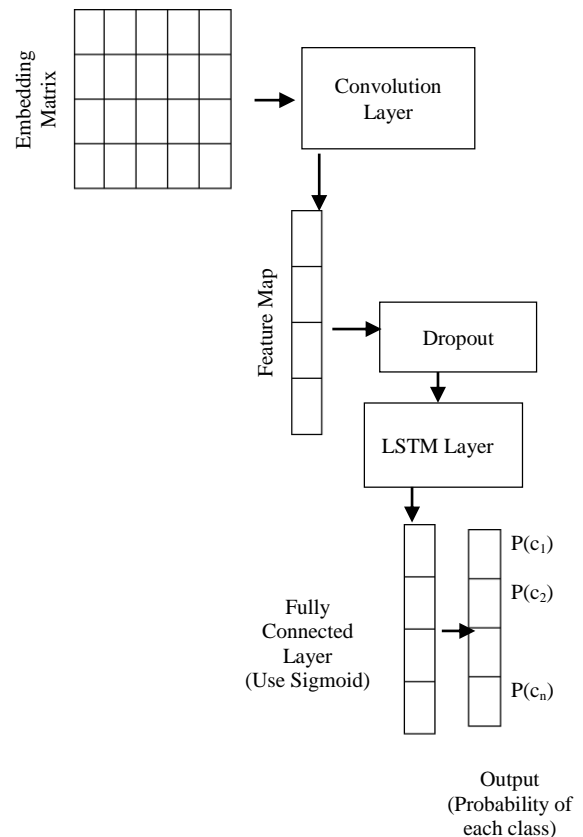 Embedding
Matrix
Convolution
Layer
Feature Map
Dropout
LSTM Layer
Fully
Connected
Layer
(Use Sigmoid)
P(c₁)
P(c₂)
P(cₙ)
Output
(Probability of
each class)